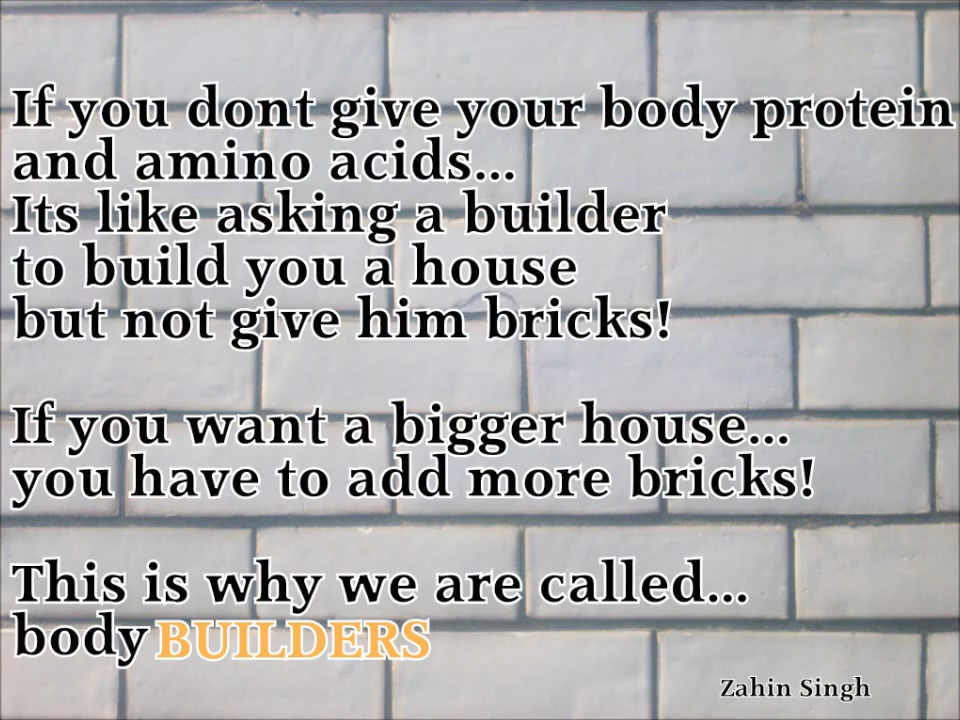 If you dont give your body protein
and amino acids...
Its like asking a builder
to build you a house
but not give him bricks!
If you want a bigger house...
you have to add more bricks!
This is why we are called...
body BUILDERS
Zahin Singh